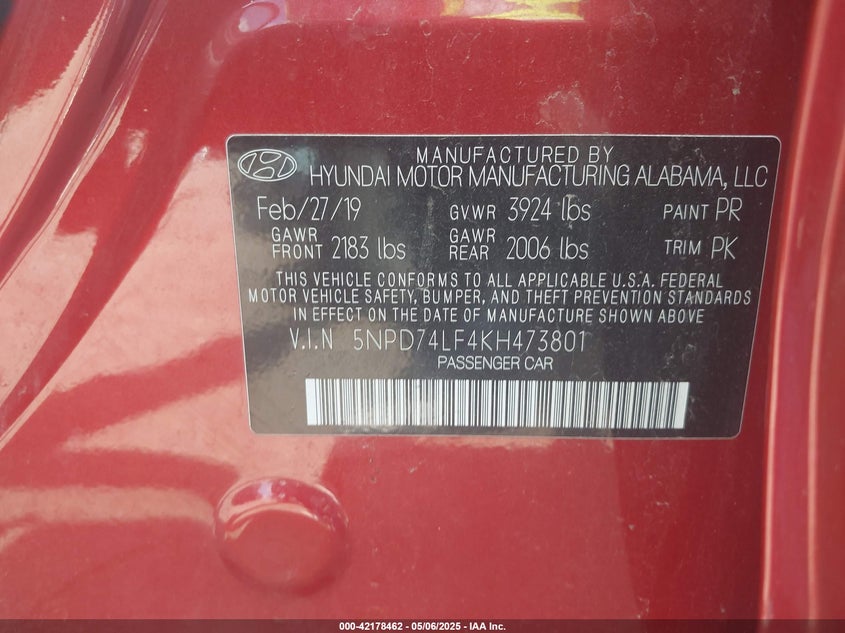 MANUFACTURED BY
HYUNDAI MOTOR MANUFACTURING ALABAMA, LLC
Feb/27/19 GVWR 3924 lbs PAINT PR
GAWR FRONT 2183 lbs GAWR REAR 2006 lbs TRIM PK
THIS VEHICLE CONFORMS TO ALL APPLICABLE U.S.A. FEDERAL
MOTOR VEHICLE SAFETY, BUMPER, AND THEFT PREVENTION STANDARDS
IN EFFECT ON THE DATE OF MANUFACTURE SHOWN ABOVE.
V.I.N 5NPD74LF4KH473801
PASSENGER CAR
000-42178462 - 05/06/2025 - IAA Inc.